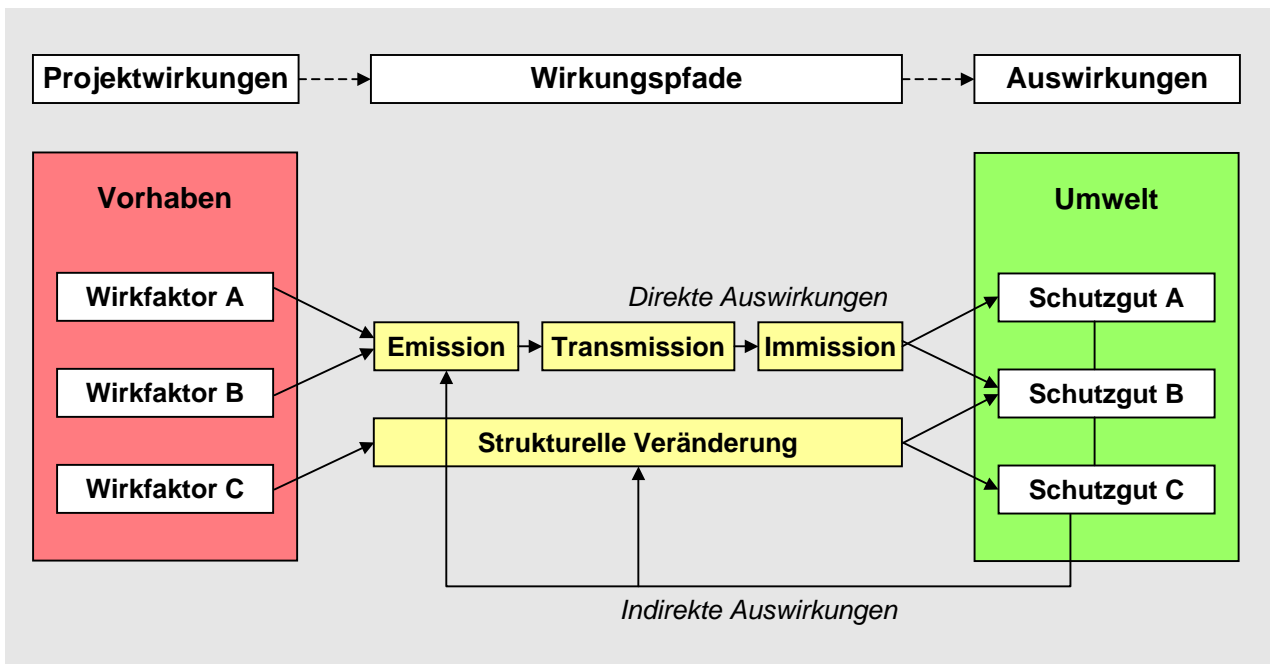 Projektwirkungen
Wirkungspfade
Auswirkungen
Vorhaben
Umwelt
Wirkfaktor A
Direkte Auswirkungen
Schutzgut A
Emission
Transmission
Immission
Wirkfaktor B
Schutzgut B
Strukturelle Veränderung
Wirkfaktor C
Schutzgut C
Indirekte Auswirkungen